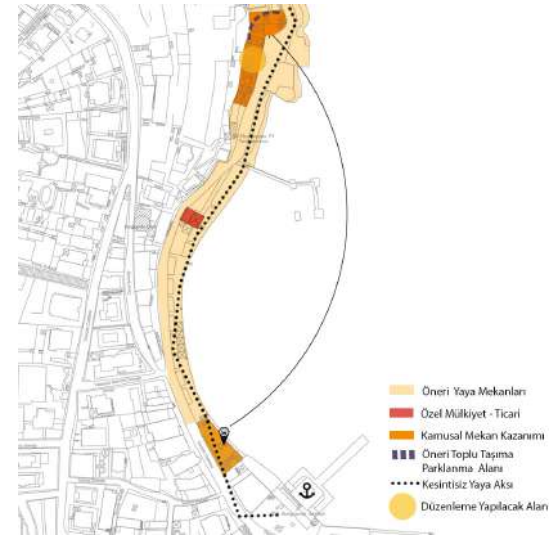 Öneri Yaya Mekanları
Özel Mülkiyet - Ticari
Kamusal Mekan Kazanımı
Öneri Toplu Taşıma
Parklanma Alanı
Kesintisiz Yaya Aksı
Düzenleme Yapılacak Alan